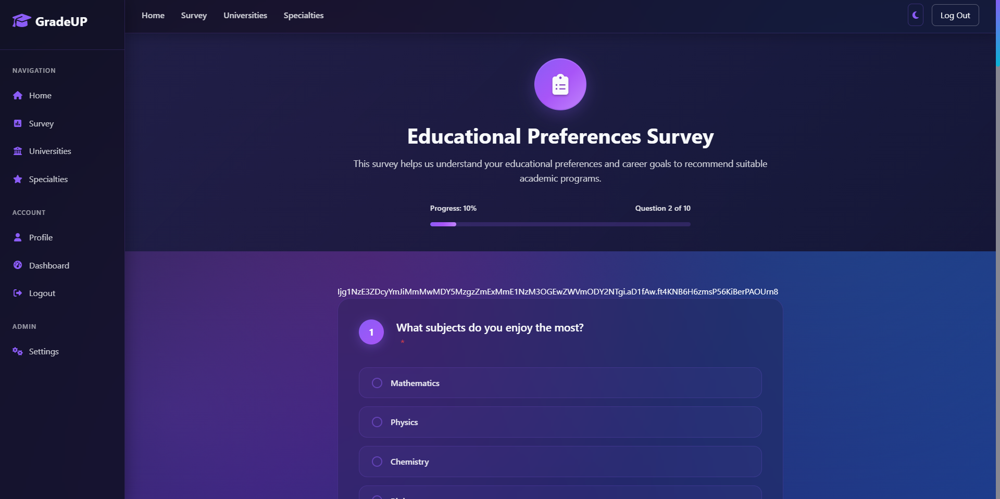 GradeUP
Home
Survey
Universities
Specialties
Log Out
NAVIGATION
Home
Survey
Universities
Specialties
ACCOUNT
Profile
Dashboard
Logout
ADMIN
Settings
Educational Preferences Survey
This survey helps us understand your educational preferences and career goals to recommend suitable
academic programs.
Progress: 10%
Question 2 of 10
Ijg1NzE3ZDcyYmJiMmMwMDY5MzgzZmExMmE1NzM3OGEwZWVmODY2NTgi.aD1fAw.ft4KNB6H6zmsP56KiBerPAOUrn8
1
What subjects do you enjoy the most?
*
Mathematics
Physics
Chemistry